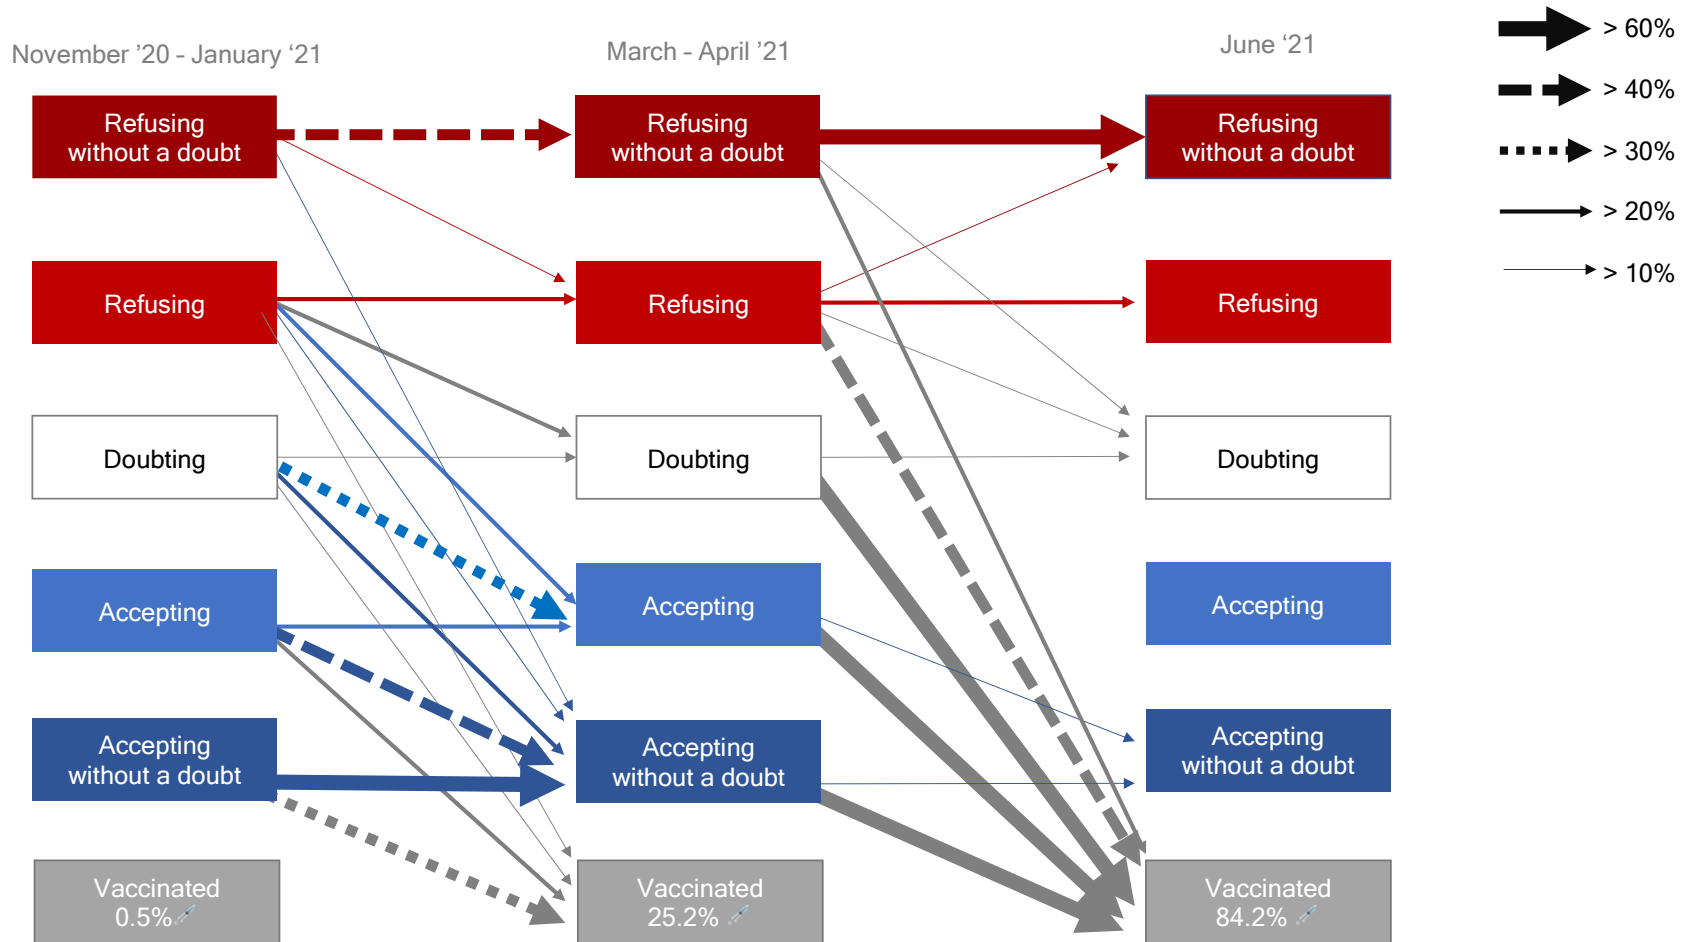 November ’20 - January ‘21
March - April ’21
June ‘21
> 60%
> 40%
> 30%
> 20%
> 10%
Refusing
without a doubt
Refusing
without a doubt
Refusing
without a doubt
Refusing
Refusing
Refusing
Doubting
Doubting
Doubting
Accepting
Accepting
Accepting
Accepting
without a doubt
Accepting
without a doubt
Accepting
without a doubt
Vaccinated
0.5%
Vaccinated
25.2%
Vaccinated
84.2%